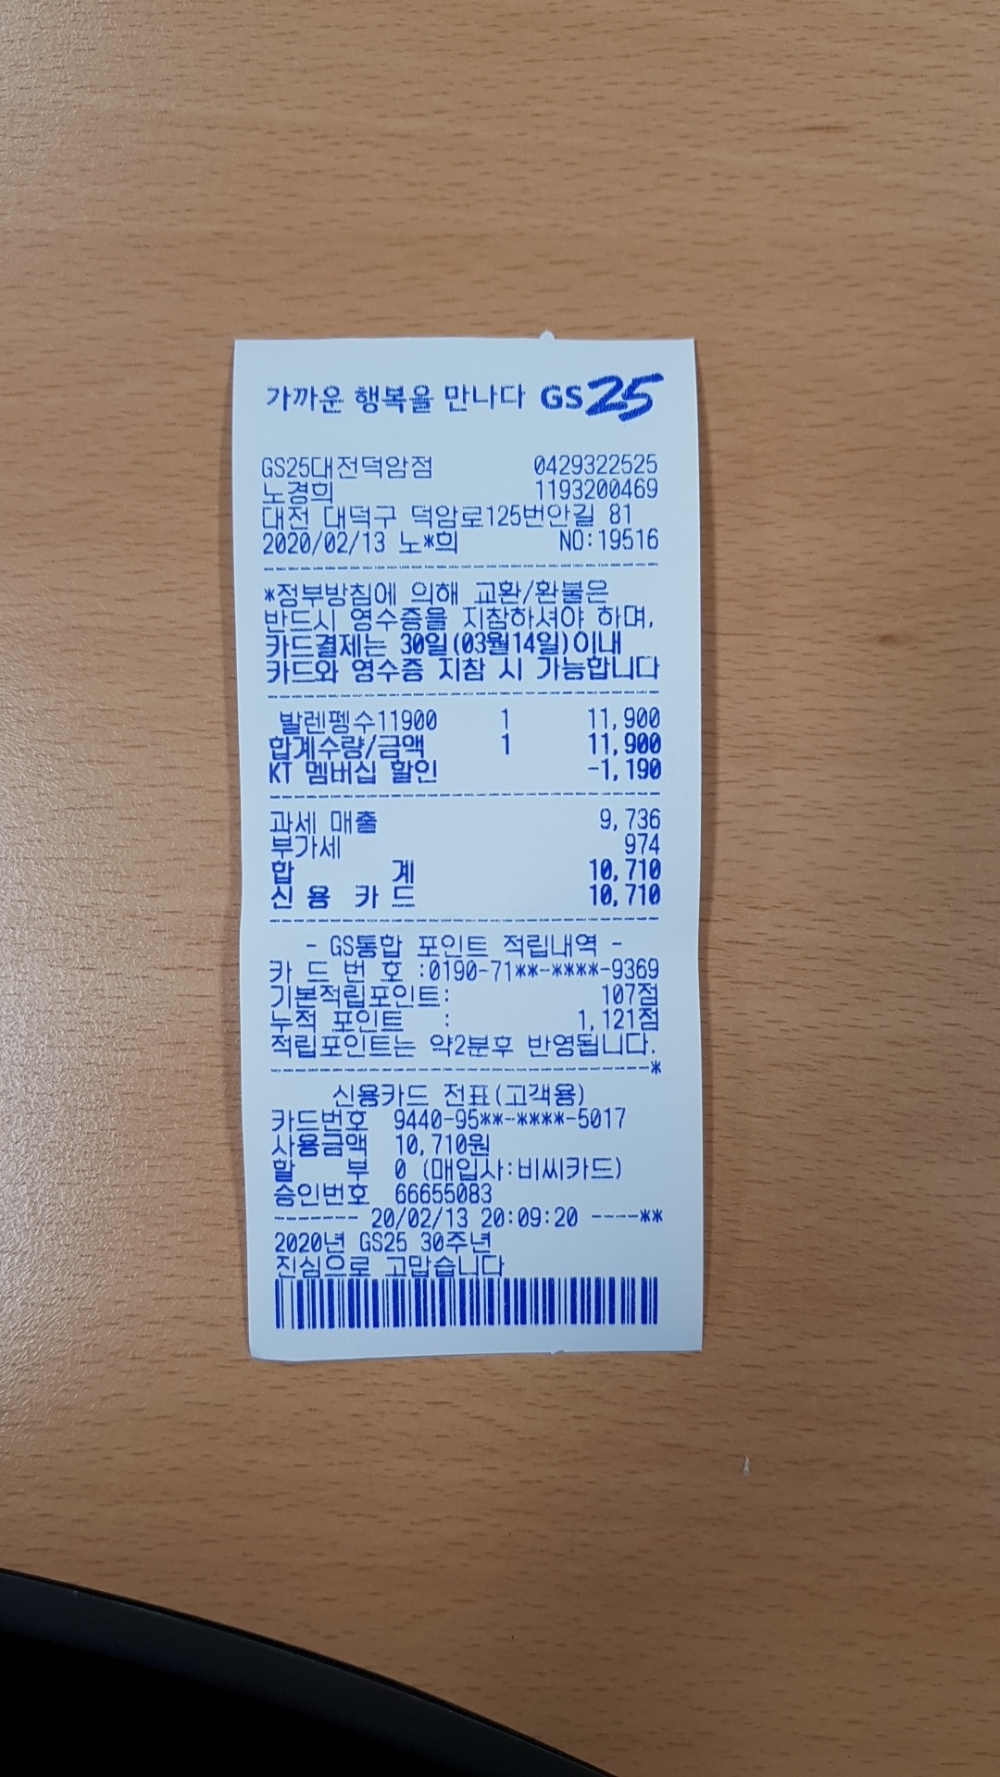 가까운 행복을 만나다 GS25
GS25대전덕암점 0429322525
노경희 1193200469
대전 대덕구 덕암로125번안길 81
2020/02/13 노*희 NO:19516
*정부방침에 의해 교환/환불은
반드시 영수증을 지참하셔야 하며,
카드결제는 30일(03월14일)이내
카드와 영수증 지참 시 가능합니다
발렌펭수11900 1 11,900
합계수량/금액 1 11,900
KT 멤버십 할인 -1,190
과세 매출 9,736
부가세 974
합 계 10,710
신 용 카 드 10,710
- GS통합 포인트 적립내역 -
카 드 번 호 :0190-71**-****-9369
기본적립포인트: 107점
누적 포인트 : 1,121점
적립포인트는 약2분후 반영됩니다.
*
신용카드 전표(고객용)
카드번호 9440-95**-****-5017
사용금액 10,710원
할 부 0 (매입사:비씨카드)
승인번호 66655083
------- 20/02/13 20:09:20 ----**
2020년 GS25 30주년
진심으로 고맙습니다